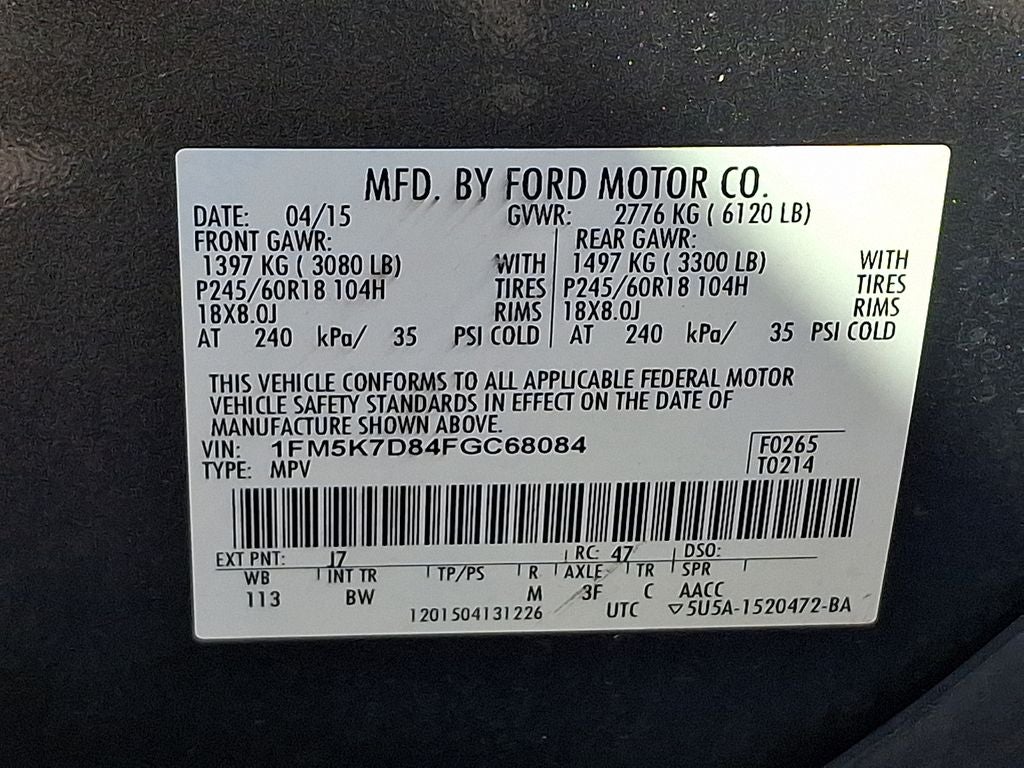 MFD. BY FORD MOTOR CO.
DATE: 04/15 GVWR: 2776 KG ( 6120 LB)
FRONT GAWR: REAR GAWR:
1397 KG ( 3080 LB) WITH 1497 KG ( 3300 LB) WITH
P245/60R18 104H TIRES P245/60R18 104H TIRES
18X8.0J RIMS 18X8.0J RIMS
AT 240 kPa/ 35 PSI COLD AT 240 kPa/ 35 PSI COLD
THIS VEHICLE CONFORMS TO ALL APPLICABLE FEDERAL MOTOR
VEHICLE SAFETY STANDARDS IN EFFECT ON THE DATE OF
MANUFACTURE SHOWN ABOVE.
VIN: 1FM5K7D84FGC68084 F0265
TYPE: MPV T0214
EXT PNT: J7 RC: 47 DSO:
WB INT TR TP/PS R AXLE TR SPR
113 BW M 3F C AACC
1201504131226 UTC ▽5U5A-1520472-BA